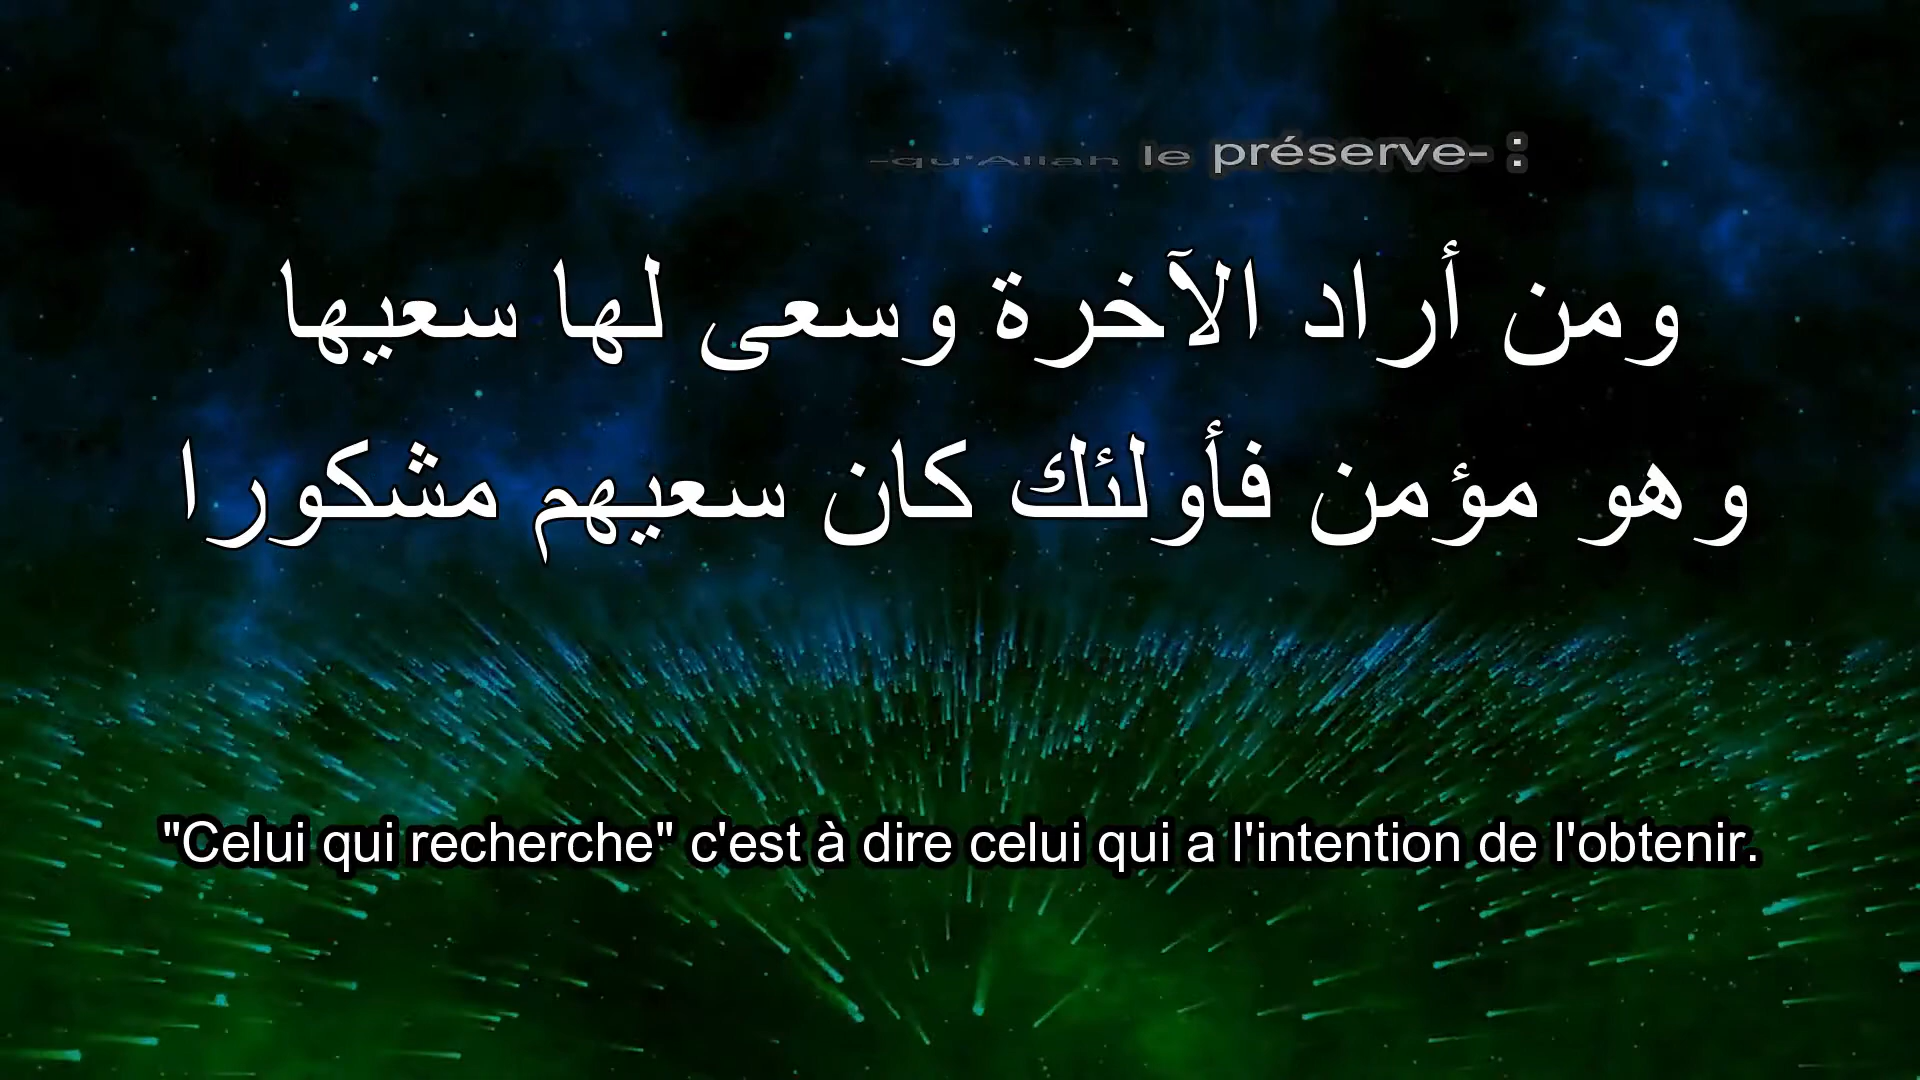 -qu'Allah le préserve- :
ومن أراد الآخرة وسعى لها سعيها
وهو مؤمن فأولئك كان سعيهم مشكورا
"Celui qui recherche" c'est à dire celui qui a l'intention de l'obtenir.